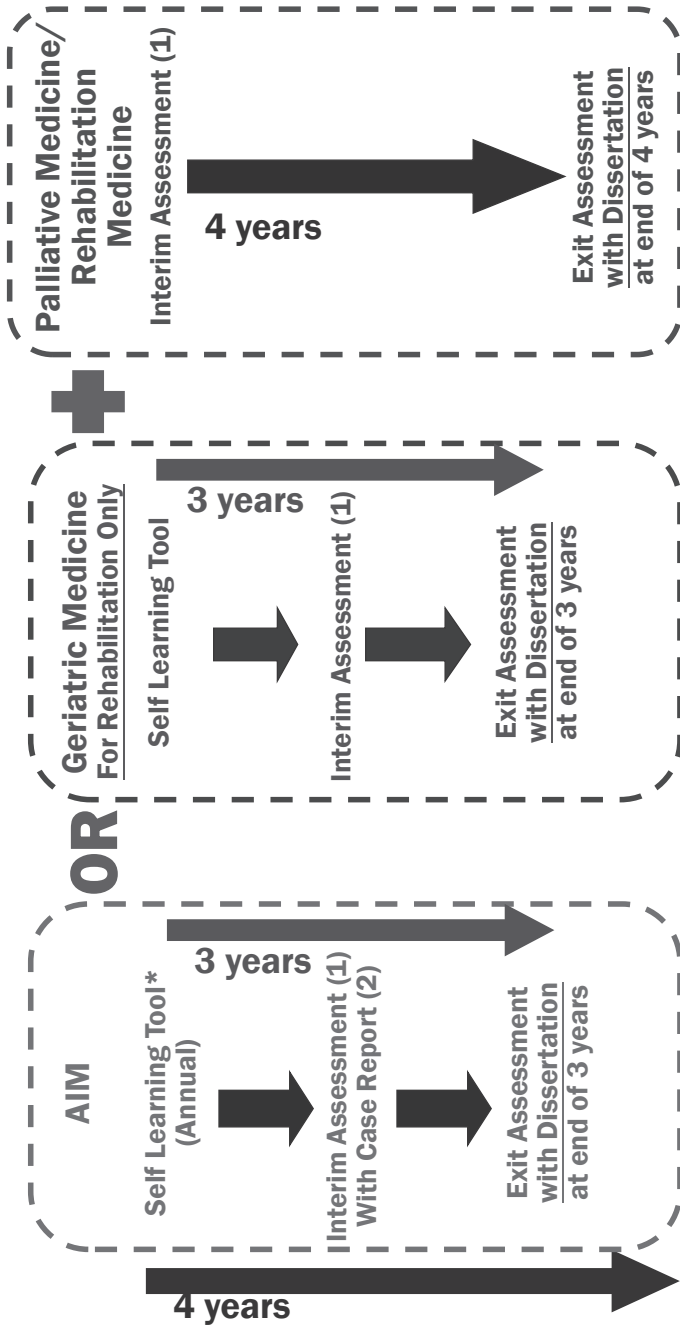 4 years
AIM
Self Learning Tool*
(Annual)
3 years
Interim Assessment (1)
With Case Report (2)
Exit Assessment
with Dissertation
at end of 3 years
OR
Geriatric Medicine
For Rehabilitation Only
Self Learning Tool
3 years
Interim Assessment (1)
Exit Assessment
with Dissertation
at end of 3 years
Palliative Medicine/
Rehabilitation
Medicine
Interim Assessment (1)
4 years
Exit Assessment
with Dissertation
at end of 4 years